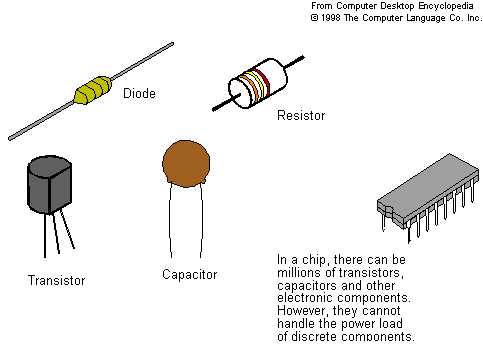 From Computer Desktop Encyclopedia
© 1998 The Computer Language Co. Inc.
Diode
Resistor
Transistor
Capacitor
In a chip, there can be
millions of transistors,
capacitors and other
electronic components.
However, they cannot
handle the power load
of discrete components.